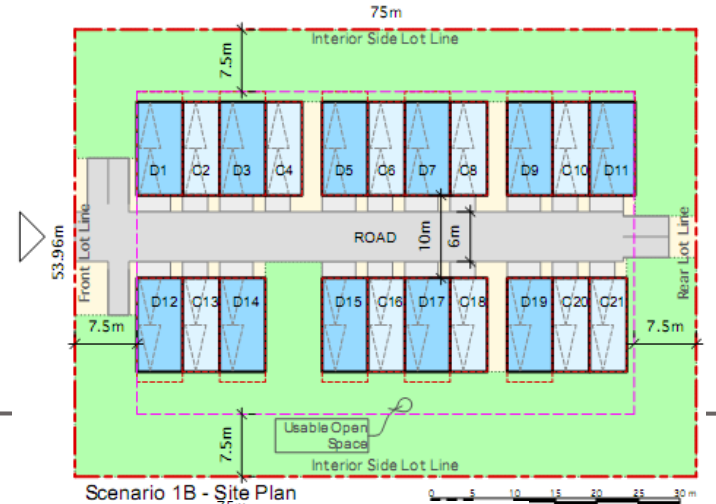 75m
Interior Side Lot Line
7.5m
D1 C2 D3 C4 D5 C6 D7 C8 D9 C10 D11
53.96m
Front Lot Line
ROAD
10m
6m
Rear Lot Line
D12 C13 D14 D15 C16 D17 C18 D19 C20 C21
7.5m
7.5m
Usable Open
Space
7.5m
Interior Side Lot Line
Scenario 1B - Site Plan
0 5 10 15 20 25 30 m